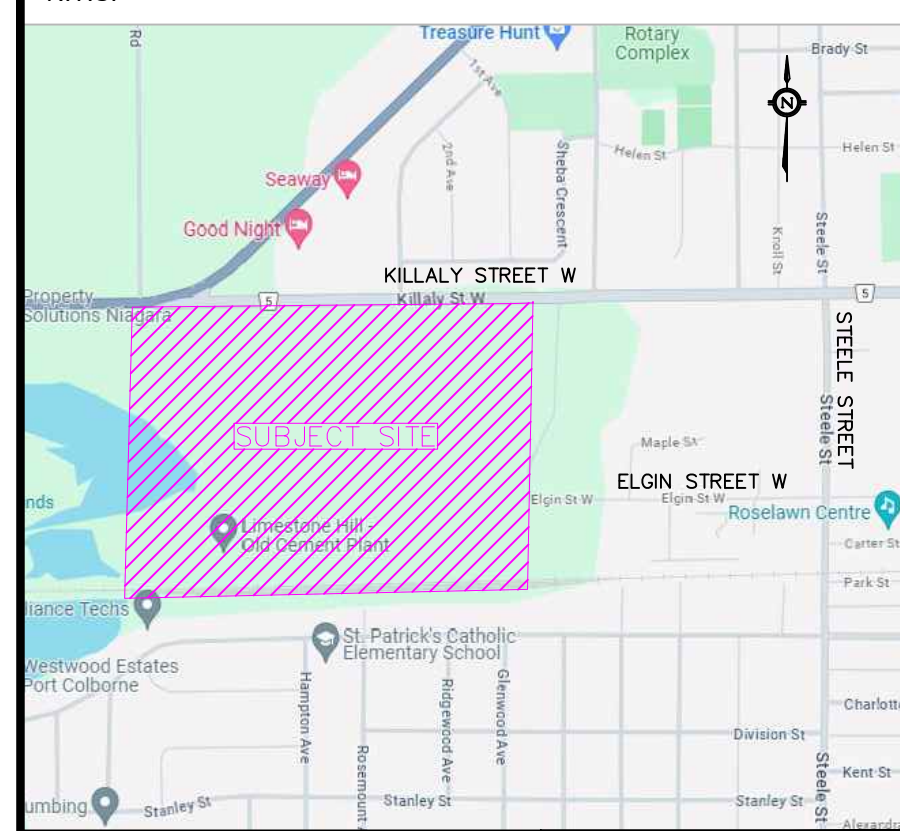 Rd
Treasure Hunt
Rotary
Complex
Brady St
1st Ave
2nd Ave
Sheba Crescent
Helen St
Helen St
N
Seaway
Good Night
Knoll St
Steele St
KILLALY STREET W
Killaly St W
5
5
Property
Solutions Niagara
STEELE STREET
Steele St
SUBJECT SITE
Maple St
ELGIN STREET W
Elgin St W
Elgin St W
nds
Roselawn Centre
Limestone Hill -
Old Cement Plant
Carter St
Park St
liance Techs
St. Patrick's Catholic
Elementary School
Westwood Estates
Port Colborne
Hampton Ave
Ridgewood Ave
Glenwood Ave
Rosemount
Charlott
Division St
Steele St
Kent St
umbing
Stanley St
Stanley St
Stanley St
Alexandra